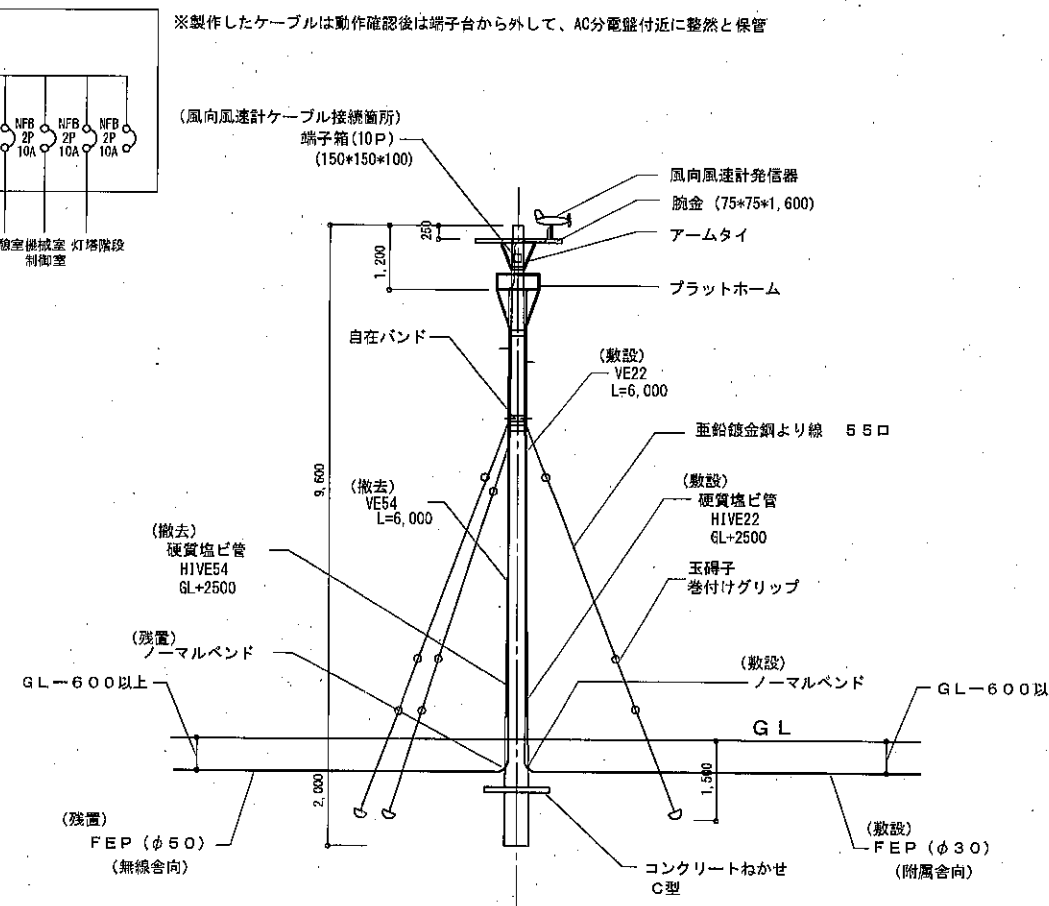 ※製作したケーブルは動作確認後は端子台から外して、AC分電盤付近に整然と保管
NFB NFB NFB
2P 2P 2P
10A 10A 10A
室機械室 灯塔階段
制御室
(風向風速計ケーブル接続箇所)
端子箱(10P)
(150*150*100)
風向風速計発信器
腕金 (75*75*1,600)
アームタイ
プラットホーム
250
1,200
自在バンド
(敷設)
VE22
L=6,000
亜鉛鍍金鋼より線 55ロ
9,600
(撤去)
VE54
L=6,000
(敷設)
硬質塩ビ管
HIVE22
GL+2500
(撤去)
硬質塩ビ管
HIVE54
GL+2500
玉碍子
巻付けグリップ
(残置)
ノーマルベンド
(敷設)
ノーマルベンド
GL-600以上
GL-600以
GL
2,000
1,500
(残置)
FEP(φ50)
(無線舎向)
(敷設)
FEP(φ30)
(附属舎向)
コンクリートねかせ
C型